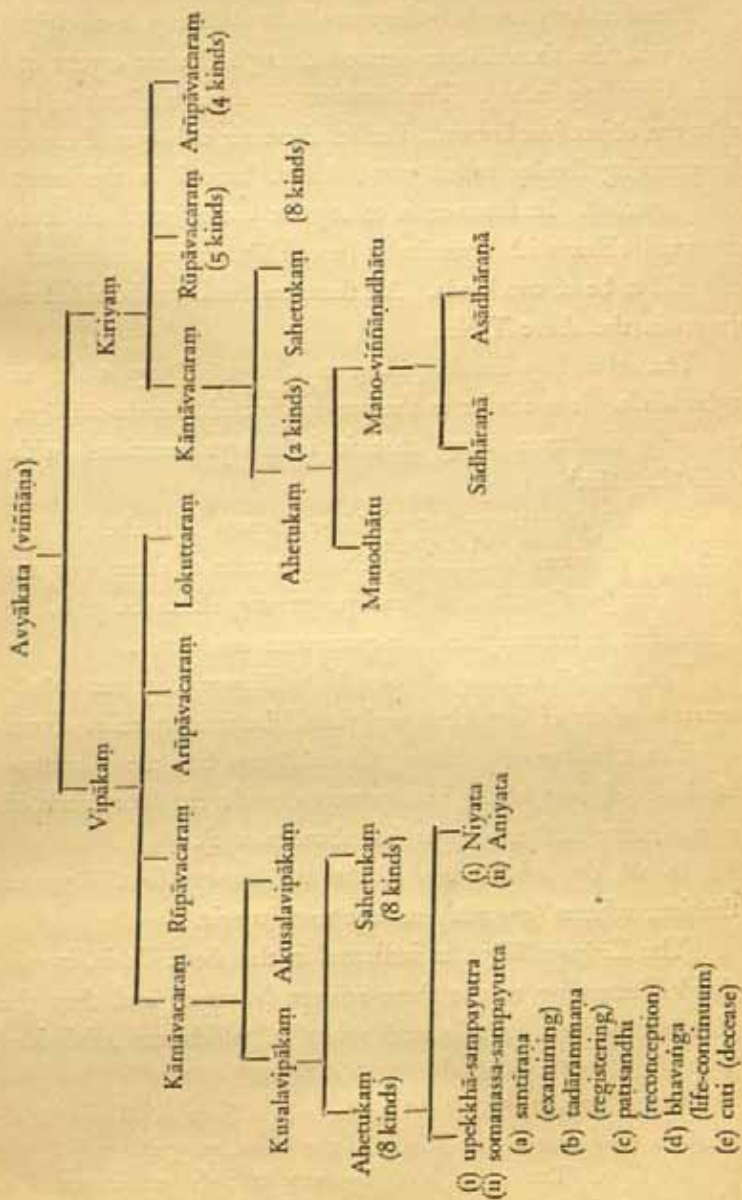 Avyākata (viññāṇa)
Vipākaṃ Kiriyaṃ
Kāmāvacaraṃ Rūpāvacaraṃ Arūpāvacaraṃ Lokuttaraṃ Kāmāvacaraṃ Rūpāvacaraṃ Arūpāvacaraṃ
(5 kinds) (4 kinds)
Kusalavipākaṃ Akusalavipākaṃ Ahetukaṃ (2 kinds) Sahetukaṃ (8 kinds)
Ahetukaṃ Sahetukaṃ Manodhātu Mano-viññāṇadhātu
(8 kinds) (8 kinds)
Sādhāraṇā Asādhāraṇā
(i) upekkhā-sampayutra (i) Niyata
(ii) somanassa-sampayutta (ii) Aniyata
(a) santīraṇa
(examining)
(b) tadārammana
(registering)
(c) paṭisandhi
(reconception)
(d) bhavaṅga
(life-continuum)
(e) cuti (decease)